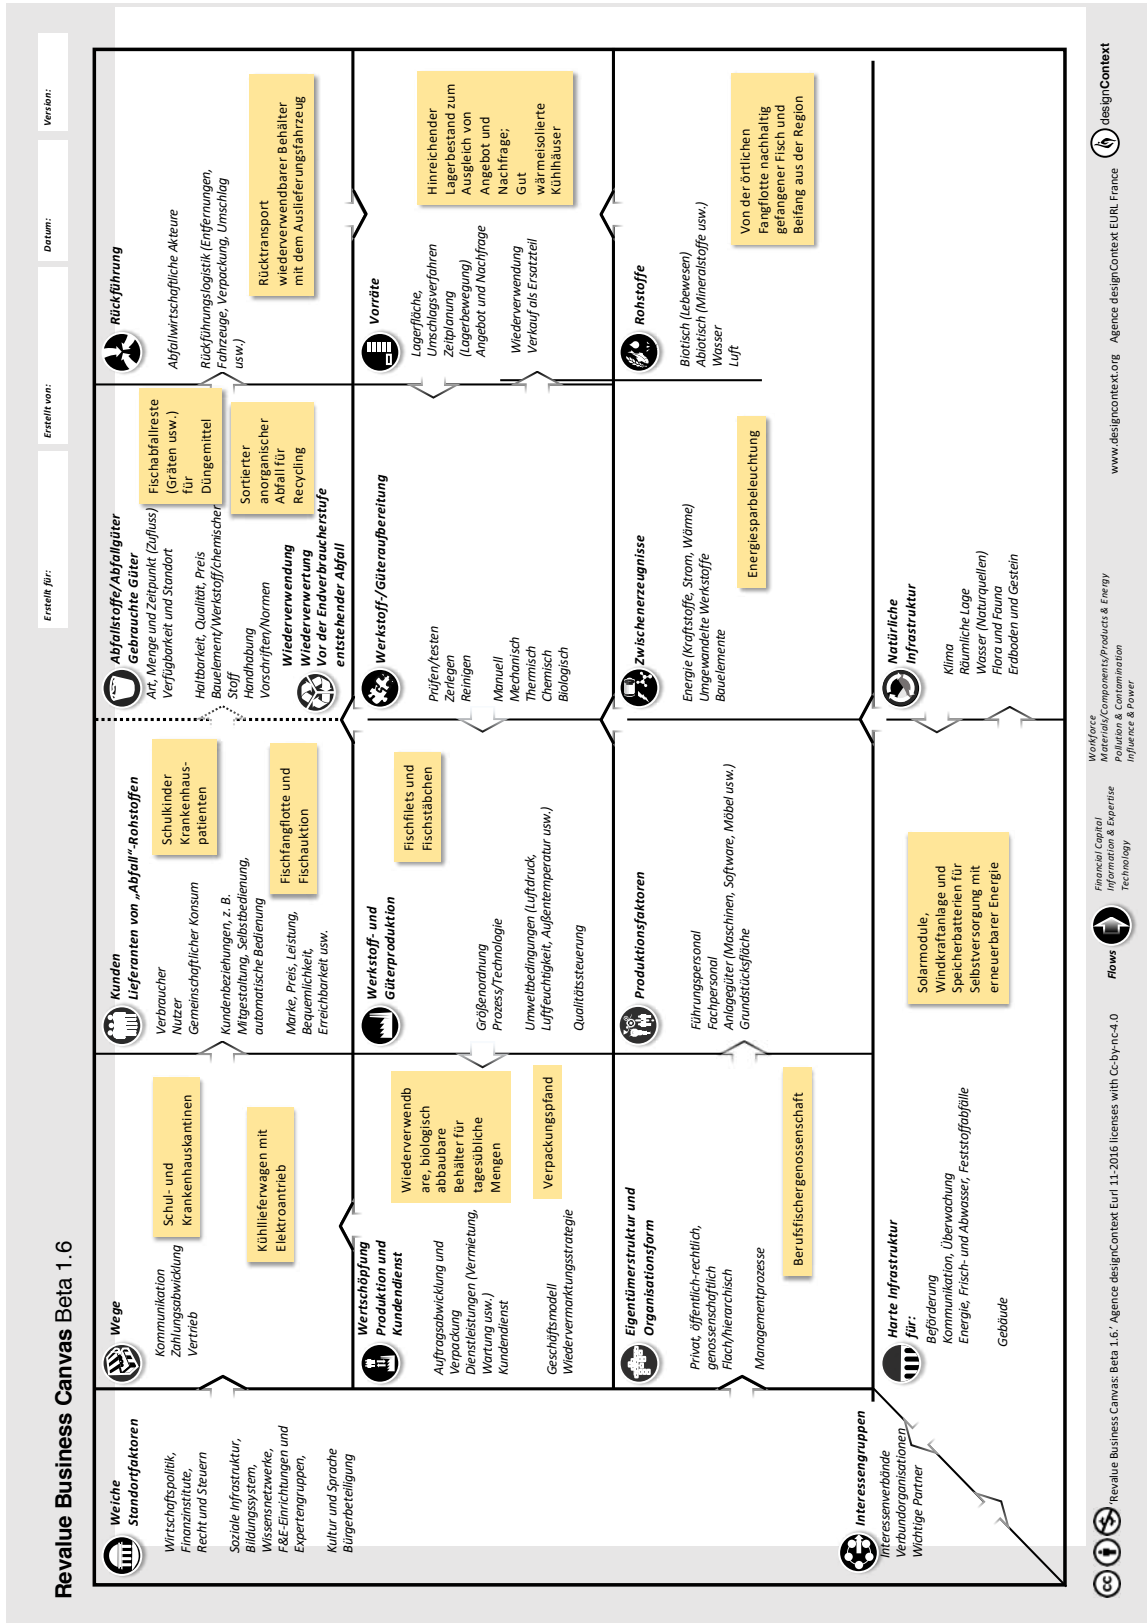 Revalue Business Canvas Beta 1.6
Erstellt für:
Erstellt von:
Datum:
Version:
Weiche
Standortfaktoren
Wirtschaftspolitik,
Finanzinstitute,
Recht und Steuern
Soziale Infrastruktur,
Bildungssystem,
Wissensnetzwerke,
F&E-Einrichtungen und
Expertengruppen,
Kultur und Sprache
Bürgerbeteiligung
Wege
Kommunikation
Zahlungsabwicklung
Vertrieb
Schul- und
Krankenhauskantinen
Kühllieferwagen mit
Elektroantrieb
Kunden
Lieferanten von „Abfall“-Rohstoffen
Verbraucher
Nutzer
Gemeinschaftlicher Konsum
Kundenbeziehungen, z. B.
Mitgestaltung, Selbstbedienung,
automatische Bedienung
Marke, Preis, Leistung,
Bequemlichkeit,
Erreichbarkeit usw.
Schulkinder
Krankenhaus-
patienten
Fischfangflotte und
Fischauktion
Abfallstoffe/Abfallgüter
Gebrauchte Güter
Art, Menge und Zeitpunkt (Zufluss)
Verfügbarkeit und Standort
Haltbarkeit, Qualität, Preis
Bauelement/Werkstoff/chemischer
Stoff
Handhabung
Vorschriften/Normen
Wiederverwendung
Wiederverwertung
Vor der Endverbraucherstufe
entstehender Abfall
Fischabfallreste
(Gräten usw.)
für
Düngemittel
Sortierter
anorganischer
Abfall für
Recycling
Rückführung
Abfallwirtschaftliche Akteure
Rückführungslogistik (Entfernungen,
Fahrzeuge, Verpackung, Umschlag
usw.)
Rücktransport
wiederverwendbarer Behälter
mit dem Auslieferungsfahrzeug
Wertschöpfung
Produktion und
Kundendienst
Auftragsabwicklung und
Verpackung
Dienstleistungen (Vermietung,
Wartung usw.)
Kundendienst
Geschäftsmodell
Wiedervermarktungsstrategie
Wiederverwendb
are, biologisch
abbaubare
Behälter für
tagesübliche
Mengen
Verpackungspfand
Werkstoff- und
Güterproduktion
Größenordnung
Prozess/Technologie
Umweltbedingungen (Luftdruck,
Luftfeuchtigkeit, Außentemperatur usw.)
Qualitätssteuerung
Fischfilets und
Fischstäbchen
Werkstoff-/Güteraufbereitung
Prüfen/testen
Zerlegen
Reinigen
Manuell
Mechanisch
Thermisch
Chemisch
Biologisch
Vorräte
Lagerfläche,
Umschlagsverfahren
Zeitplanung
(Lagerbewegung)
Angebot und Nachfrage
Wiederverwendung
Verkauf als Ersatzteil
Hinreichender
Lagerbestand zum
Ausgleich von
Angebot und
Nachfrage;
Gut
wärmeisolierte
Kühlhäuser
Eigentümerstruktur und
Organisationsform
Privat, öffentlich-rechtlich,
genossenschaftlich
Flach/hierarchisch
Managementprozesse
Berufsfischergenossenschaft
Produktionsfaktoren
Führungspersonal
Fachpersonal
Anlagegüter (Maschinen, Software, Möbel usw.)
Grundstücksfläche
Zwischenerzeugnisse
Energie (Kraftstoffe, Strom, Wärme)
Umgewandelte Werkstoffe
Bauelemente
Energiesparbeleuchtung
Rohstoffe
Biotisch (Lebewesen)
Abiotisch (Mineralstoffe usw.)
Wasser
Luft
Von der örtlichen
Fangflotte nachhaltig
gefangener Fisch und
Beifang aus der Region
Interessengruppen
Interessenverbände
Verbundorganisationen
Wichtige Partner
Harte Infrastruktur
für:
Beförderung
Kommunikation, Überwachung
Energie, Frisch- und Abwasser, Feststoffabfälle
Gebäude
Solarmodule,
Windkraftanlage und
Speicherbatterien für
Selbstversorgung mit
erneuerbarer Energie
Natürliche
Infrastruktur
Klima
Räumliche Lage
Wasser (Naturquellen)
Flora und Fauna
Erdboden und Gestein
cc
'Revalue Business Canvas: Beta 1.6.' Agence designContext Eurl 11-2016 licenses with Cc-by-nc-4.0
Flows
Financial Capital
Information & Expertise
Technology
Workforce
Materials/Components/Products & Energy
Pollution & Contamination
Influence & Power
www.designcontext.org Agence designContext EURL France
designContext